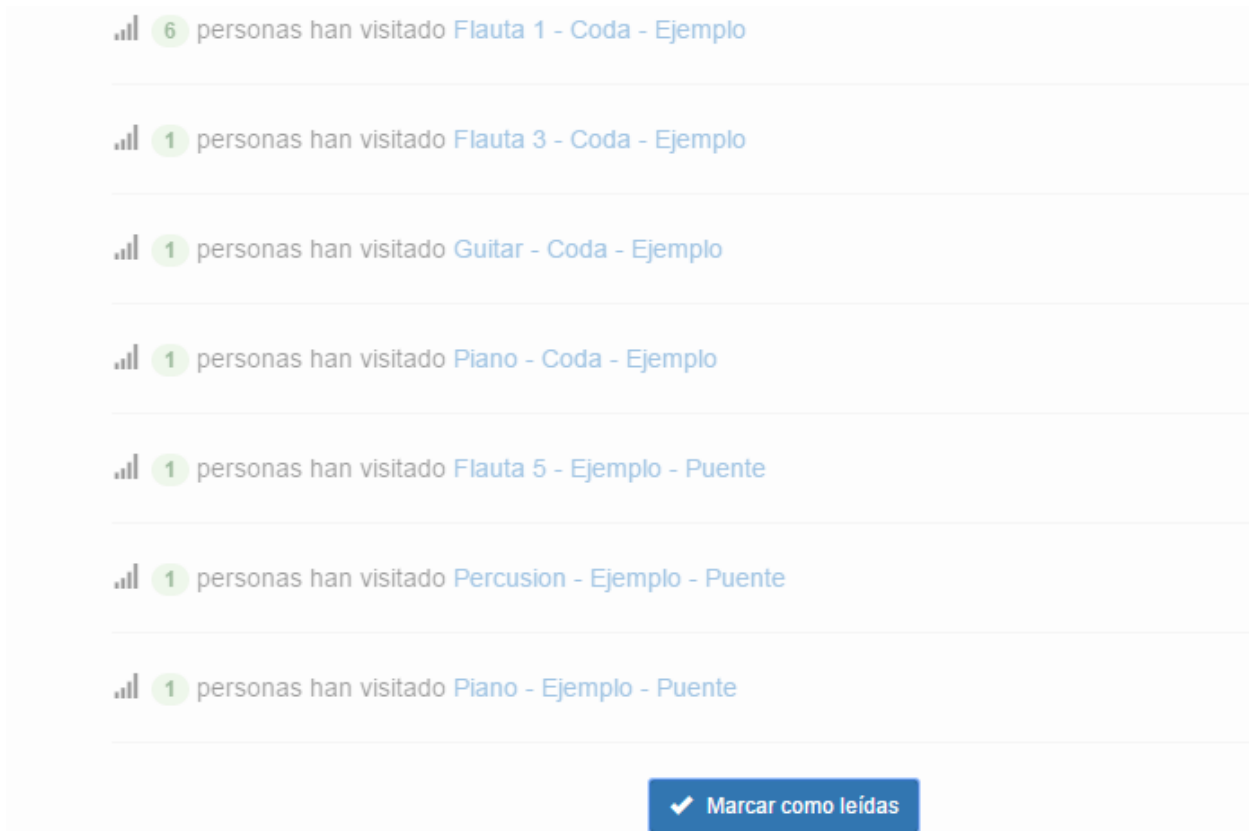 6 personas han visitado Flauta 1 - Coda - Ejemplo
1 personas han visitado Flauta 3 - Coda - Ejemplo
1 personas han visitado Guitar - Coda - Ejemplo
1 personas han visitado Piano - Coda - Ejemplo
1 personas han visitado Flauta 5 - Ejemplo - Puente
1 personas han visitado Percusion - Ejemplo - Puente
1 personas han visitado Piano - Ejemplo - Puente
Marcar como leídas